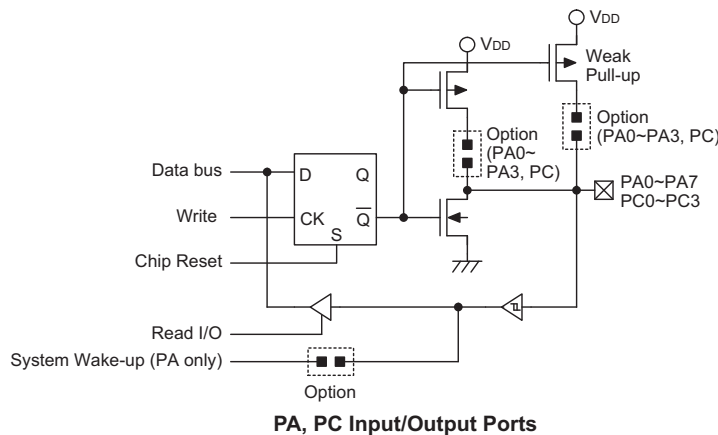 VDD
VDD
Weak
Pull-up
Option
(PA0~
PA3, PC)
Option
(PA0~PA3, PC)
Data bus
D
Q
PA0~PA7
PC0~PC3
Write
CK
Q
S
Chip Reset
Read I/O
System Wake-up (PA only)
Option
PA, PC Input/Output Ports